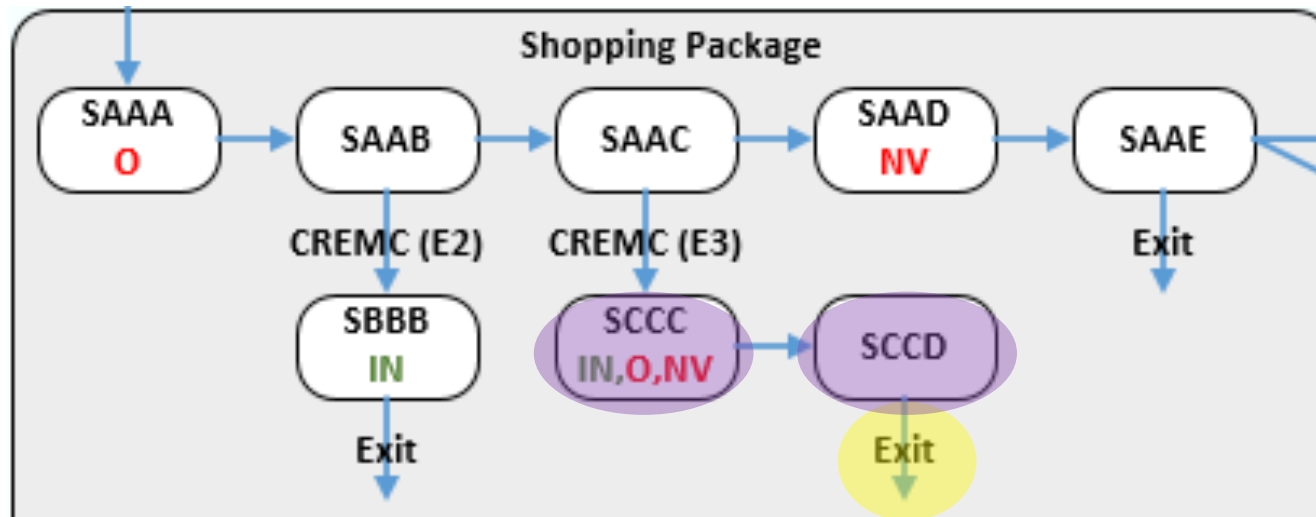 Shopping Package
SAAA
O
SAAB
SAAC
SAAD
NV
SAAE
CREMC (E2)
CREMC (E3)
Exit
SBBB
IN
SCCC
IN,O,NV
SCCD
Exit
Exit